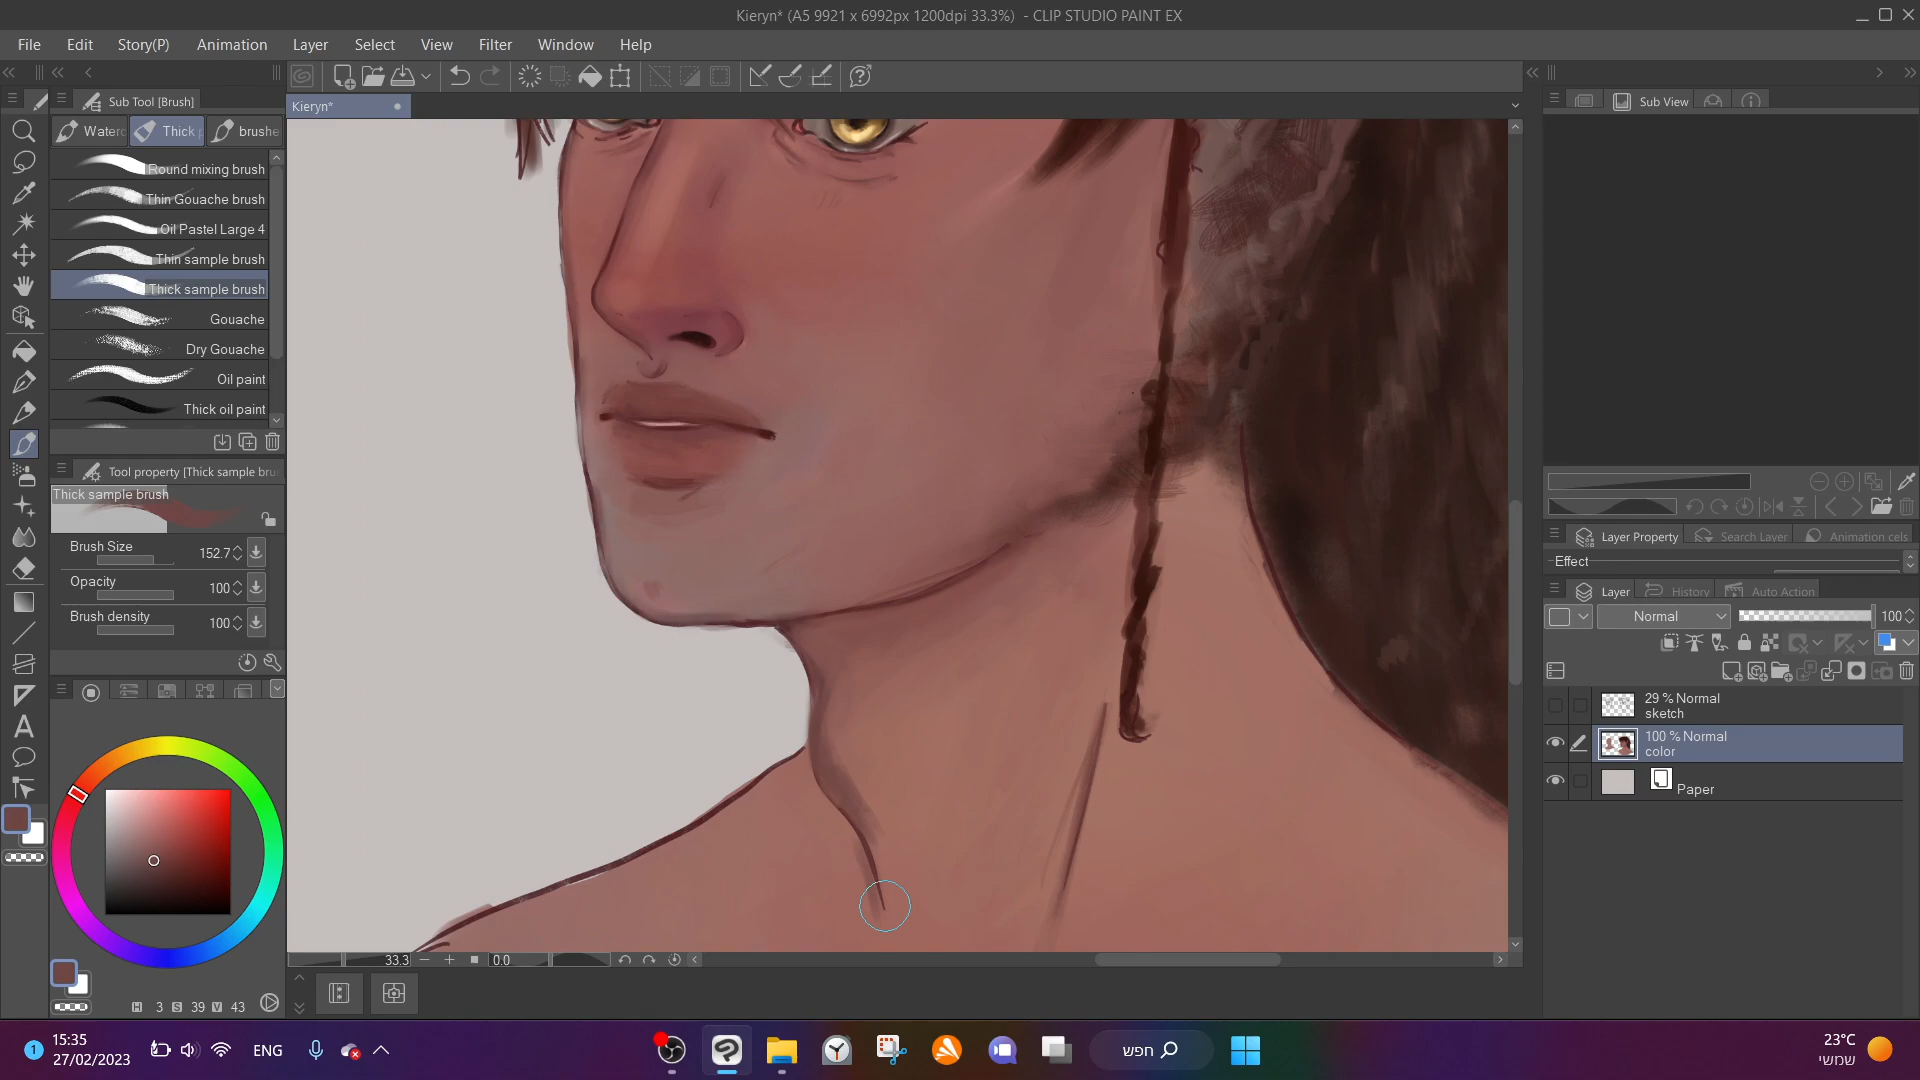 Kieryn* (A5 9921 x 6992px 1200dpi 33.3%) - CLIP STUDIO PAINT EX
File Edit Story(P) Animation Layer Select View Filter Window Help
Sub Tool [Brush]
Kieryn*
Sub View
Thick
brushe
Round mixing brush
Thin Gouache brush
Oil Pastel Large 4
Thin sample brush
Thick sample brush
Gouache
Dry Gouache
Oil paint
Thick oil paint
Tool property [Thick sample bru
Thick sample brush
Brush Size 152.7
Opacity 100
Brush density 100
Layer Property Search Layer Animation cels
Effect
Layer History Auto Action
Normal 100
29 % Normal
sketch
100 % Normal
color
Paper
33.3 0.0
H 3 S 39 V 43
1
15:35
27/02/2023
ENG
חפש
23°C
שמשי